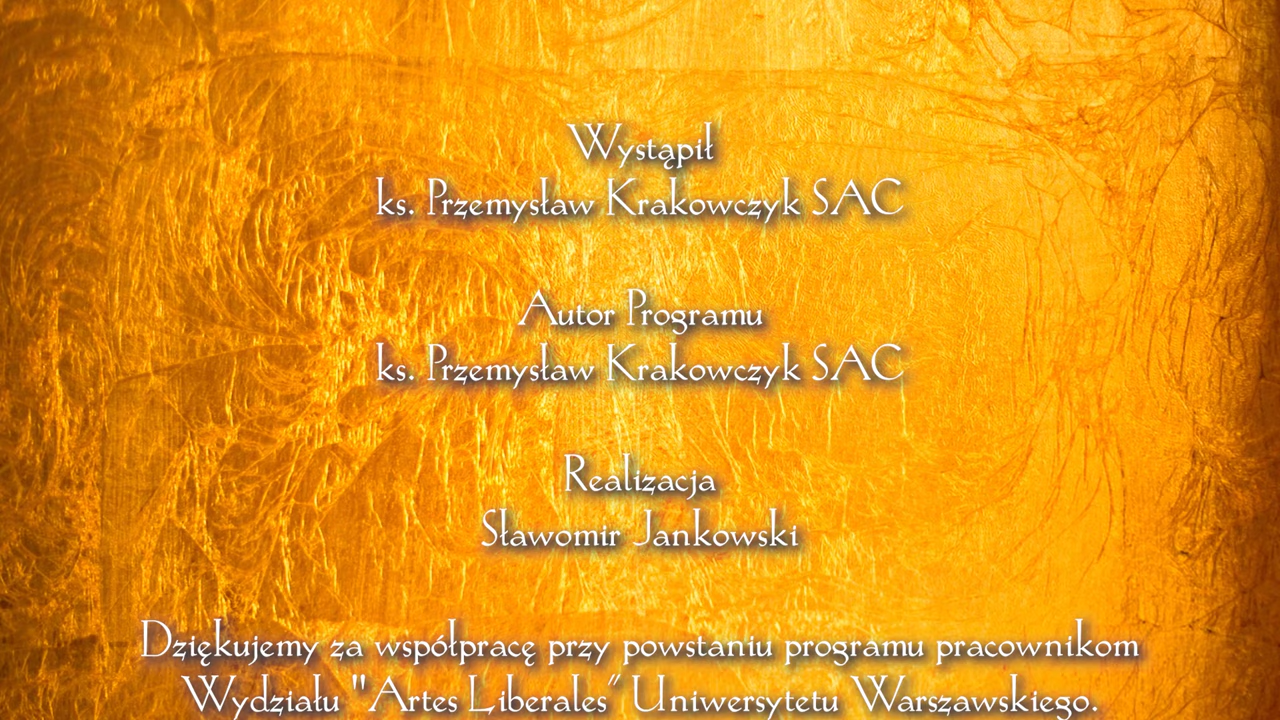 Wystąpił
ks. Przemysław Krakowczyk SAC
Autor Programu
ks. Przemysław Krakowczyk SAC
Realizacja
Sławomir Jankowski
Dziękujemy za współpracę przy powstaniu programu pracownikom
Wydziału "Artes Liberales” Uniwersytetu Warszawskiego.